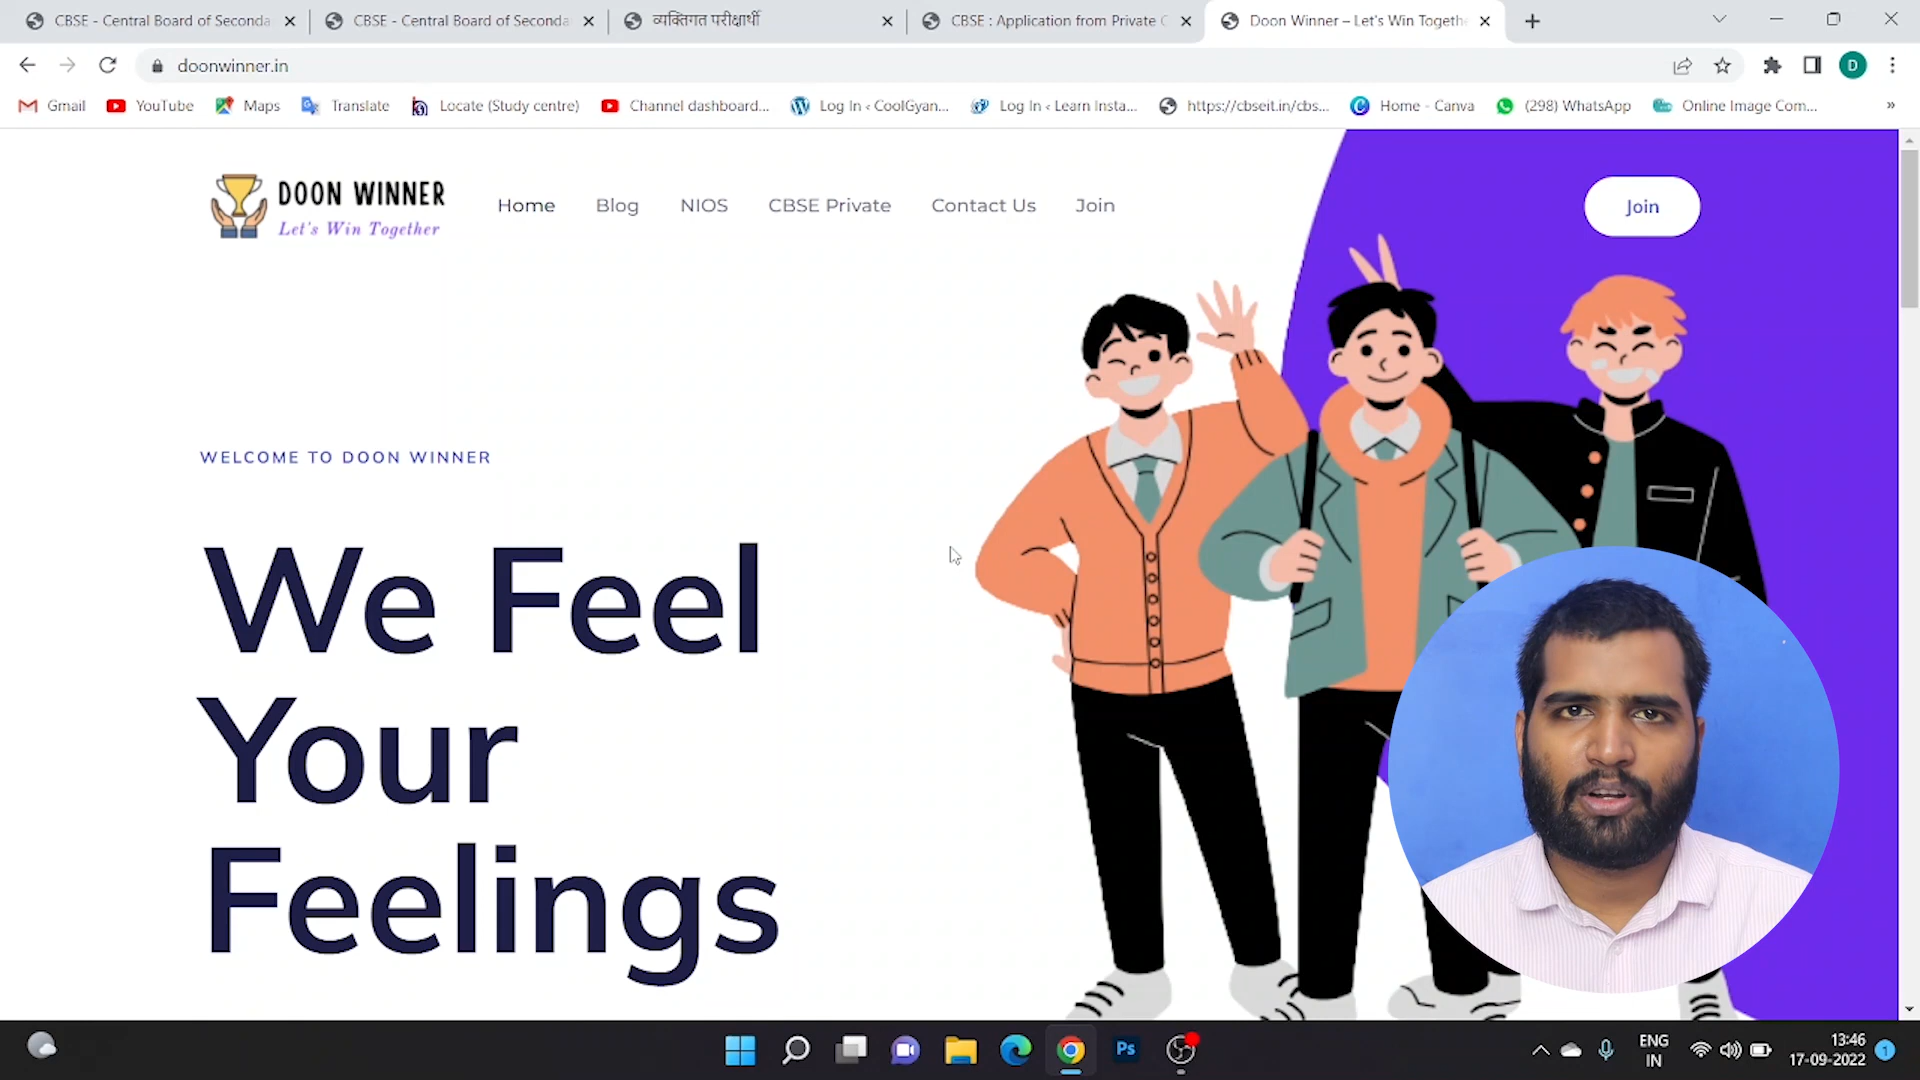 CBSE - Central Board of Seconda
CBSE - Central Board of Seconda
व्यक्तिगत परीक्षार्थी
CBSE : Application from Private C
Doon Winner – Let's Win Togethe
doonwinner.in
D
Gmail
YouTube
Maps
Translate
Locate (Study centre)
Channel dashboard...
Log In ‹ CoolGyan...
Log In ‹ Learn Insta...
https://cbseit.in/cbs...
Home - Canva
(298) WhatsApp
Online Image Com...
»
DOON WINNER
Let's Win Together
Home
Blog
NIOS
CBSE Private
Contact Us
Join
Join
WELCOME TO DOON WINNER
We Feel
Your
Feelings
Ps
ENG
IN
13:46
17-09-2022
1